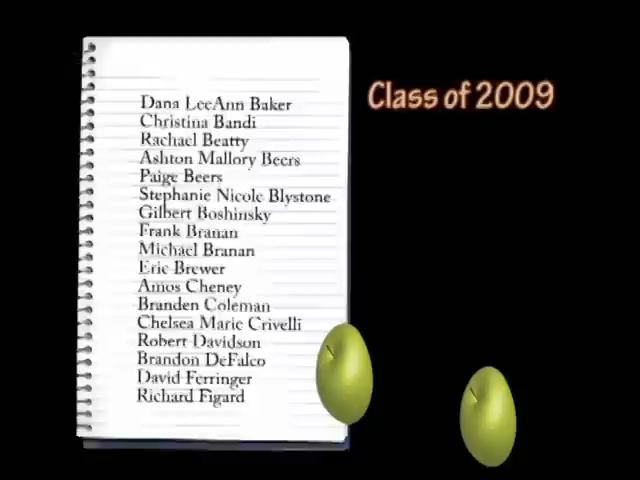 Class of 2009
Dana LeeAnn Baker
Christina Bandi
Rachael Beatty
Ashton Mallory Beers
Paige Beers
Stephanie Nicole Blystone
Gilbert Boshinsky
Frank Branan
Michael Branan
Eric Brewer
Amos Cheney
Branden Coleman
Chelsea Marie Crivelli
Robert Davidson
Brandon DeFalco
David Ferringer
Richard Figard